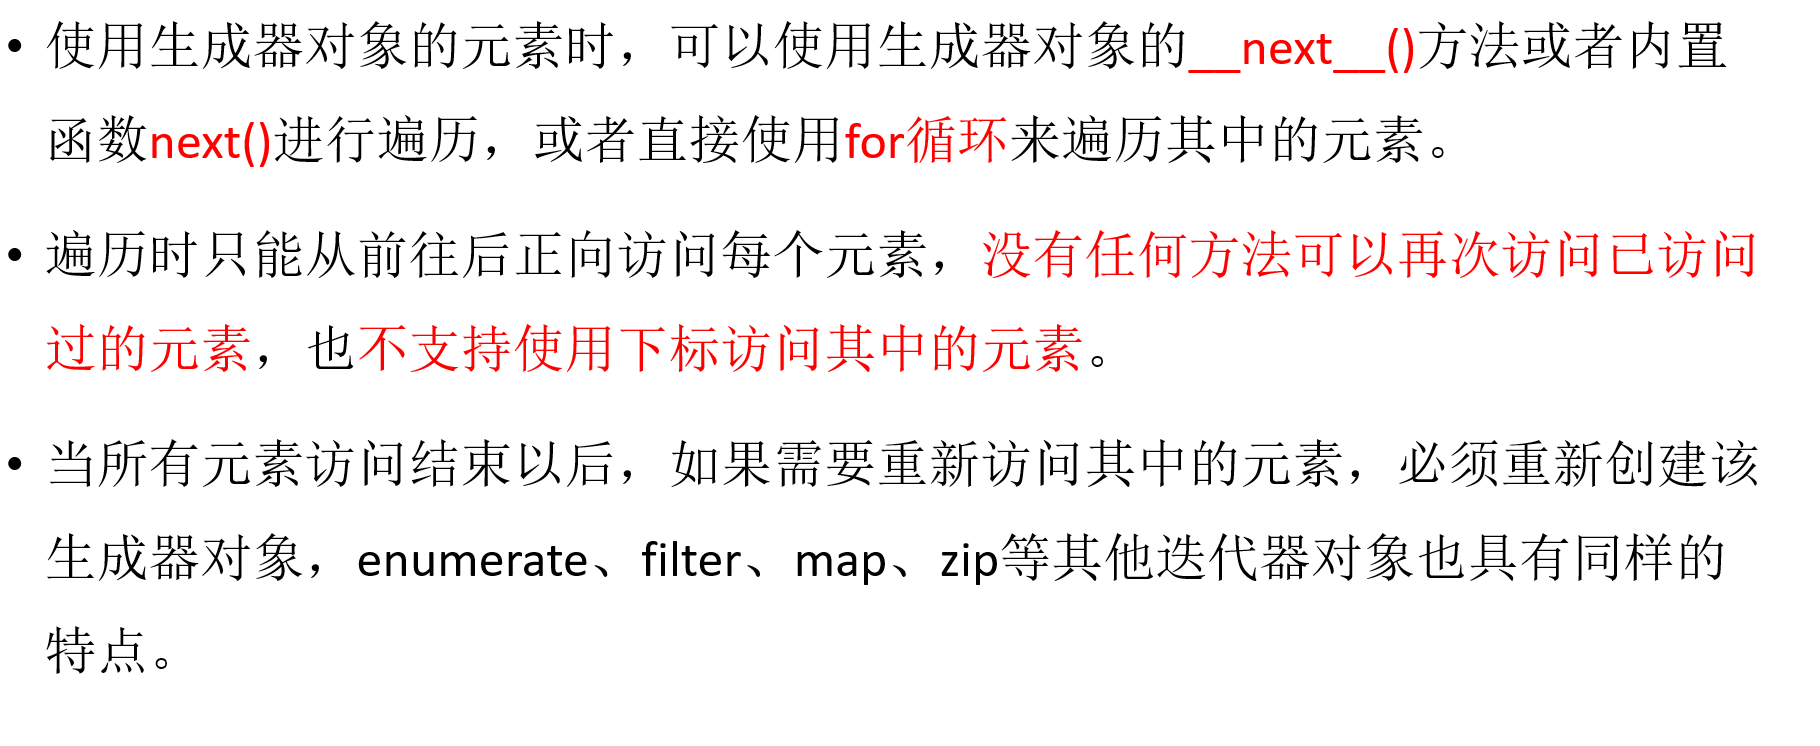 • 使用生成器对象的元素时，可以使用生成器对象的__next__()方法或者内置
函数next()进行遍历，或者直接使用for循环来遍历其中的元素。
• 遍历时只能从前往后正向访问每个元素，没有任何方法可以再次访问已访问
过的元素，也不支持使用下标访问其中的元素。
• 当所有元素访问结束以后，如果需要重新访问其中的元素，必须重新创建该
生成器对象，enumerate、filter、map、zip等其他迭代器对象也具有同样的
特点。